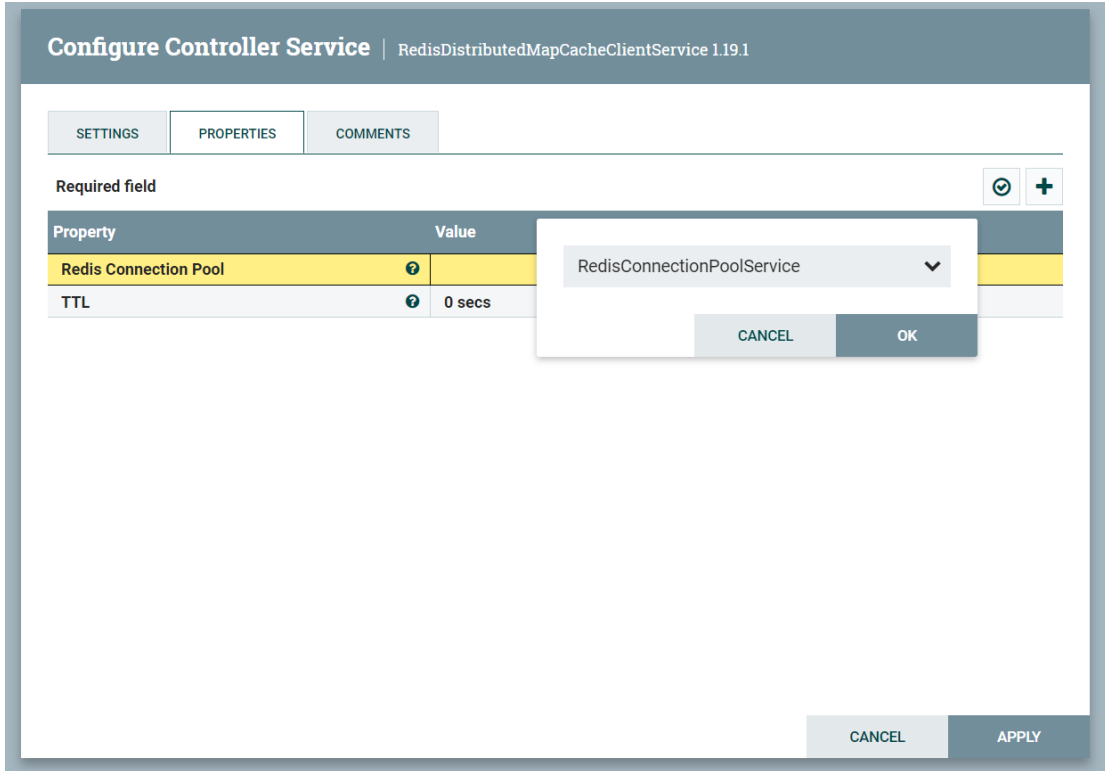 Configure Controller Service | RedisDistributedMapCacheClientService 1.19.1
SETTINGS PROPERTIES COMMENTS
Required field
Property Value
Redis Connection Pool
RedisConnectionPoolService
TTL 0 secs
CANCEL OK
CANCEL APPLY